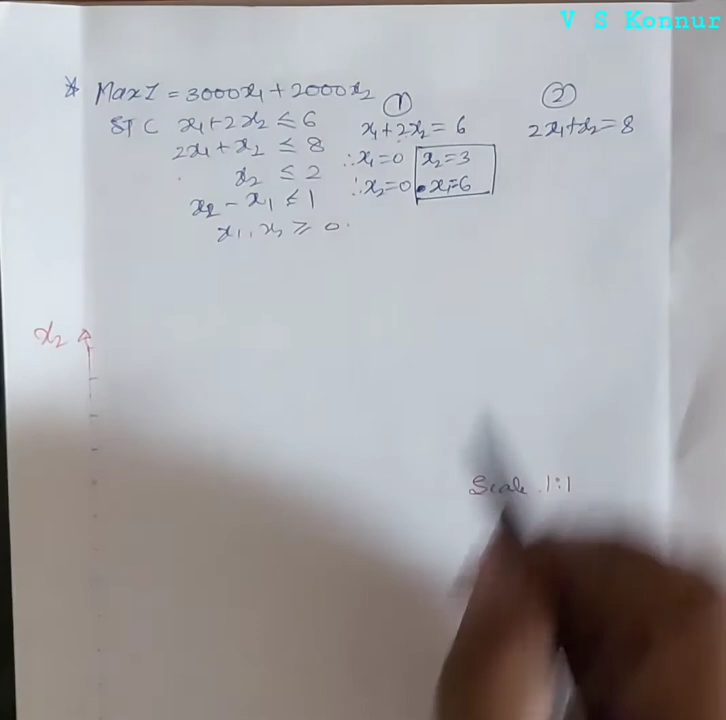 V S Konnur
* Max Z = 3000x₁ + 2000x₂
STC x₁ + 2x₂ ≤ 6
2x₁ + x₂ ≤ 8
x₂ ≤ 2
x₂ - x₁ ≤ 1
x₁, x₂ ≥ 0.
①
x₁ + 2x₂ = 6
∴ x₁ = 0 x₂ = 3
∴ x₂ = 0 x₁ = 6
②
2x₁ + x₂ = 8
x₂
Scale 1:1